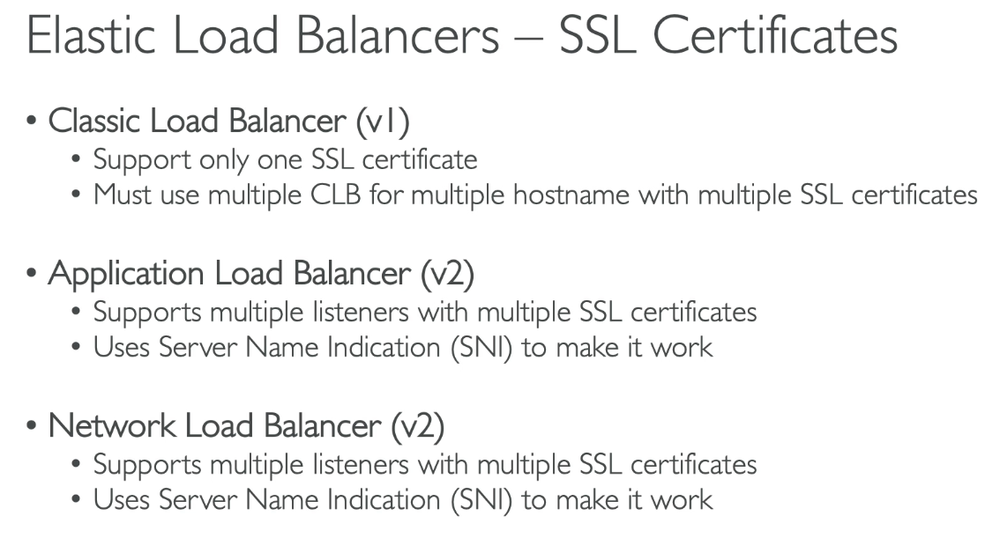 Elastic Load Balancers – SSL Certificates
• Classic Load Balancer (v1)
• Support only one SSL certificate
• Must use multiple CLB for multiple hostname with multiple SSL certificates
• Application Load Balancer (v2)
• Supports multiple listeners with multiple SSL certificates
• Uses Server Name Indication (SNI) to make it work
• Network Load Balancer (v2)
• Supports multiple listeners with multiple SSL certificates
• Uses Server Name Indication (SNI) to make it work